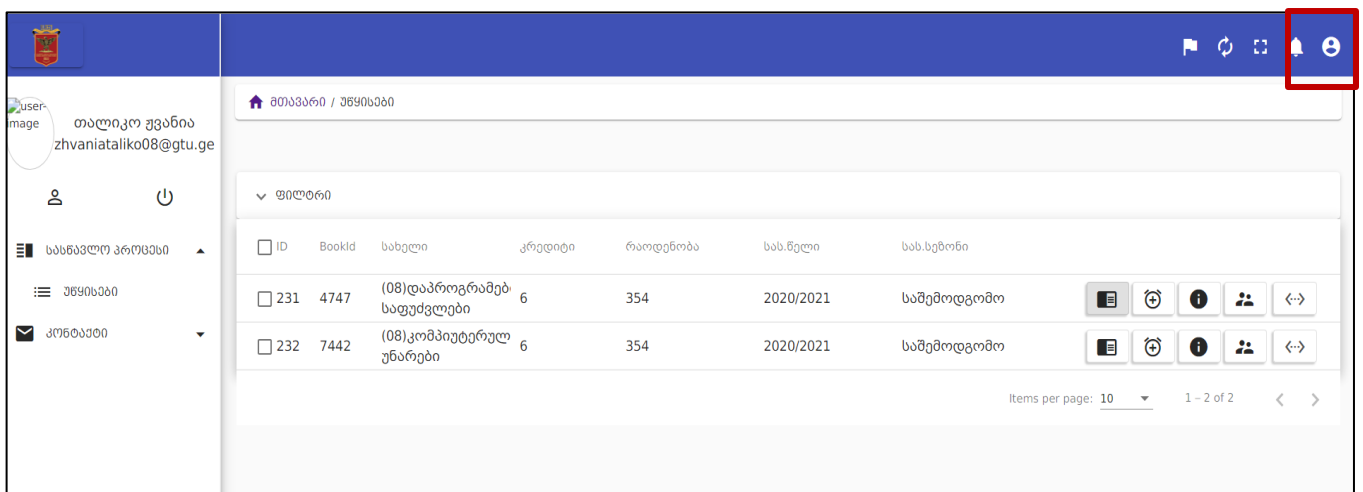 მთავარი / უწყისები
user-image
თალიკო ჟვანია
zhvaniataliko08@gtu.ge
სასწავლო პროცესი
უწყისები
კონტაქტი
ფილტრი
ID BookId სახელი კრედიტი რაოდენობა სას.წელი სას.სეზონი
231 4747 (08)დაპროგრამები საფუძვლები 6 354 2020/2021 საშემოდგომო
232 7442 (08)კომპიუტერულ უნარები 6 354 2020/2021 საშემოდგომო
Items per page: 10 1 – 2 of 2